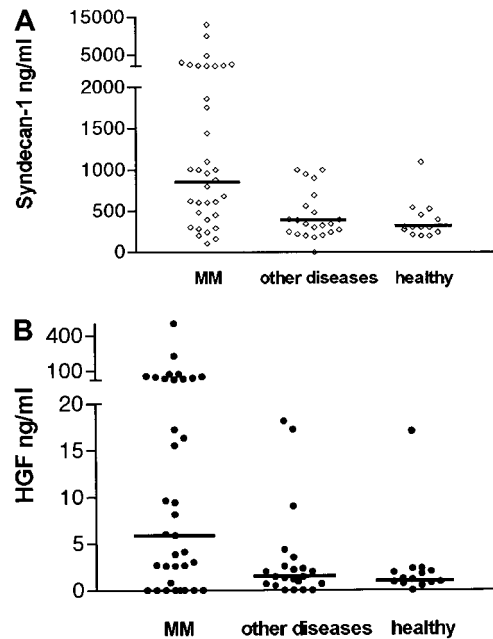 A
Syndecan-1 ng/ml
15000
5000
2000
1500
1000
500
0
MM other diseases healthy
B
HGF ng/ml
400
100
20
15
10
5
0
MM other diseases healthy